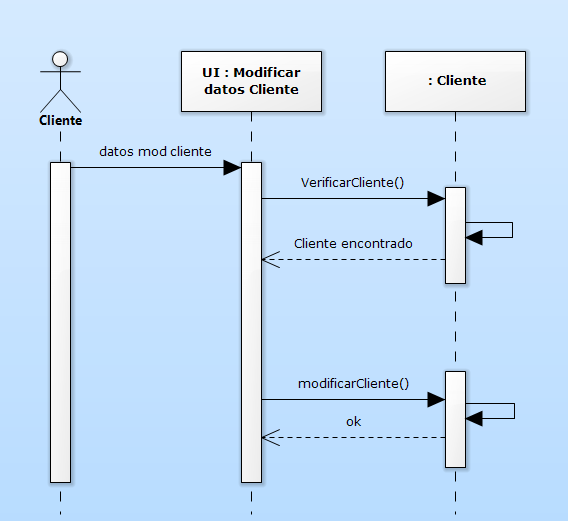 UI : Modificar
datos Cliente
: Cliente
Cliente
datos mod cliente
VerificarCliente()
Cliente encontrado
modificarCliente()
ok